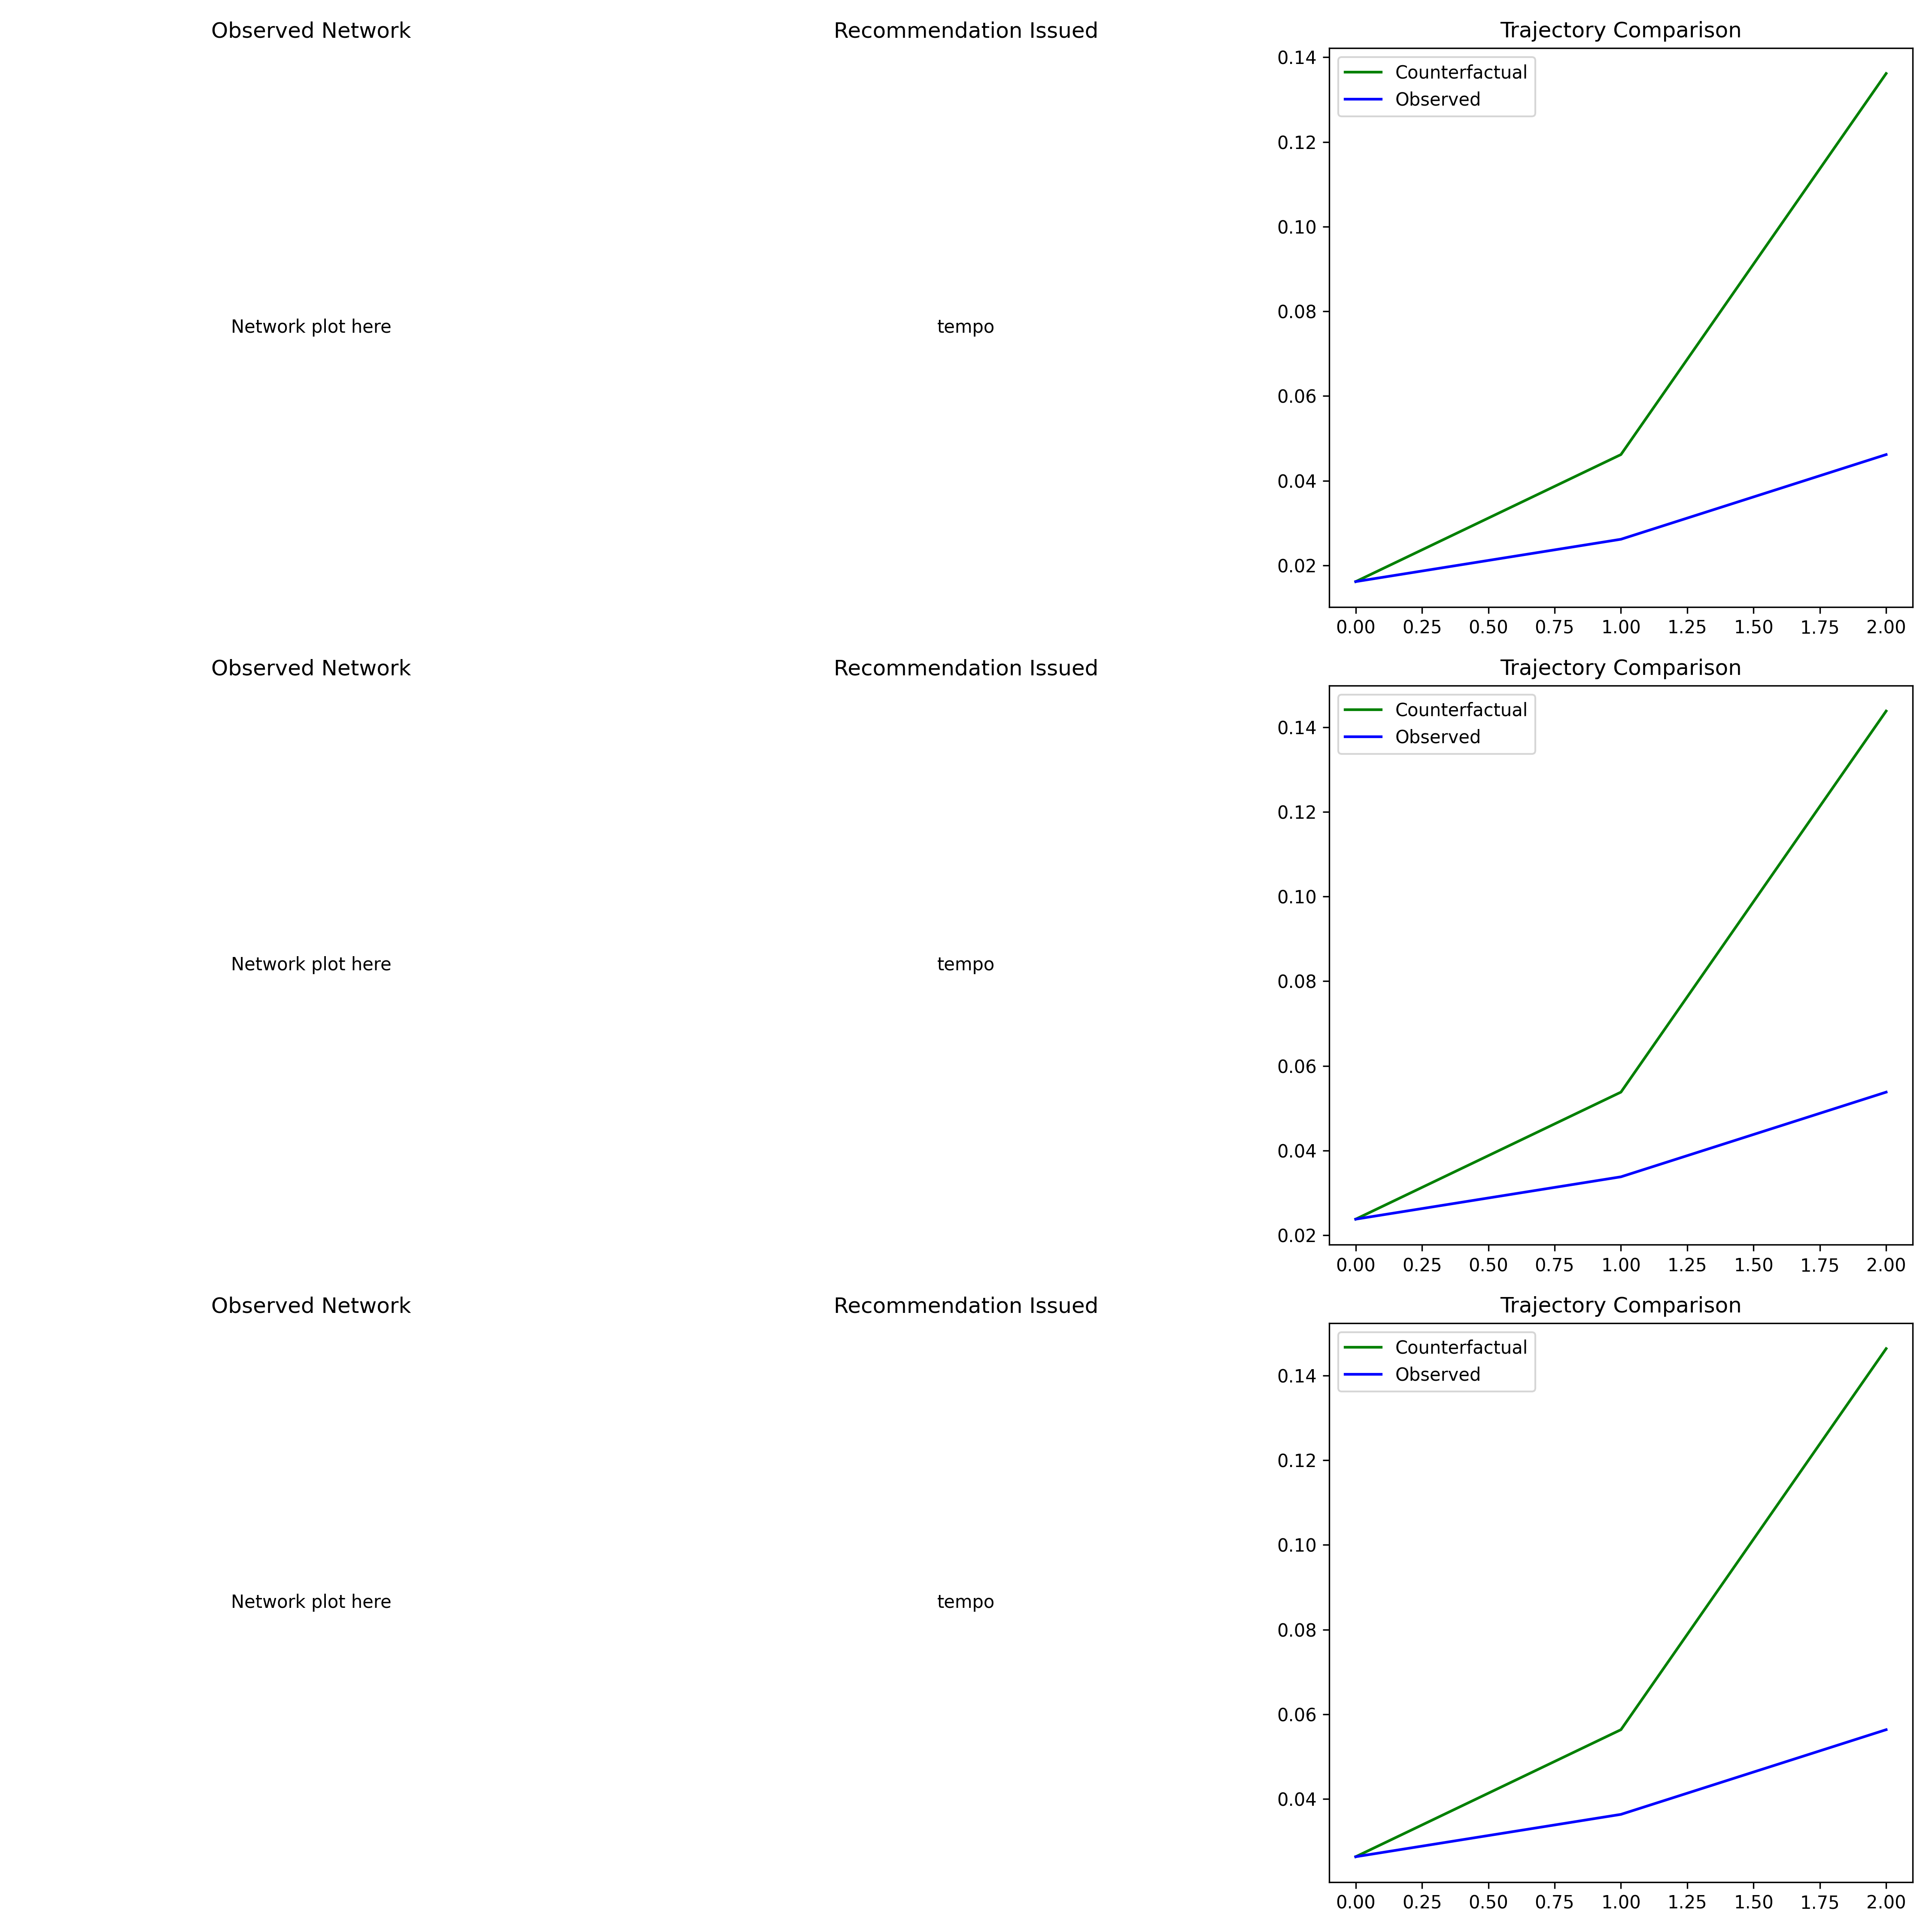 Observed Network
Network plot here
Recommendation Issued
tempo
Trajectory Comparison
Counterfactual
Observed
0.14
0.12
0.10
0.08
0.06
0.04
0.02
0.00 0.25 0.50 0.75 1.00 1.25 1.50 1.75 2.00
Observed Network
Network plot here
Recommendation Issued
tempo
Trajectory Comparison
Counterfactual
Observed
0.14
0.12
0.10
0.08
0.06
0.04
0.02
0.00 0.25 0.50 0.75 1.00 1.25 1.50 1.75 2.00
Observed Network
Network plot here
Recommendation Issued
tempo
Trajectory Comparison
Counterfactual
Observed
0.14
0.12
0.10
0.08
0.06
0.04
0.00 0.25 0.50 0.75 1.00 1.25 1.50 1.75 2.00